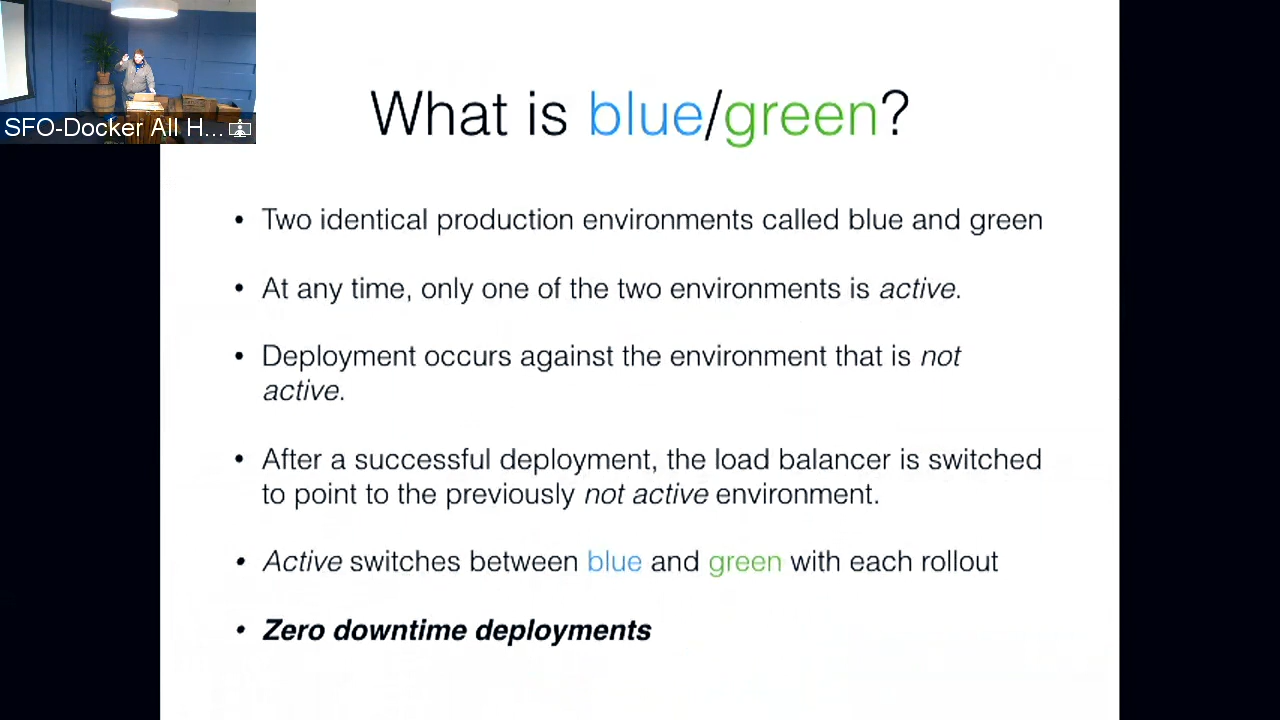 SFO-Docker All H...
What is blue/green?
• Two identical production environments called blue and green
• At any time, only one of the two environments is active.
• Deployment occurs against the environment that is not
active.
• After a successful deployment, the load balancer is switched
to point to the previously not active environment.
• Active switches between blue and green with each rollout
• Zero downtime deployments